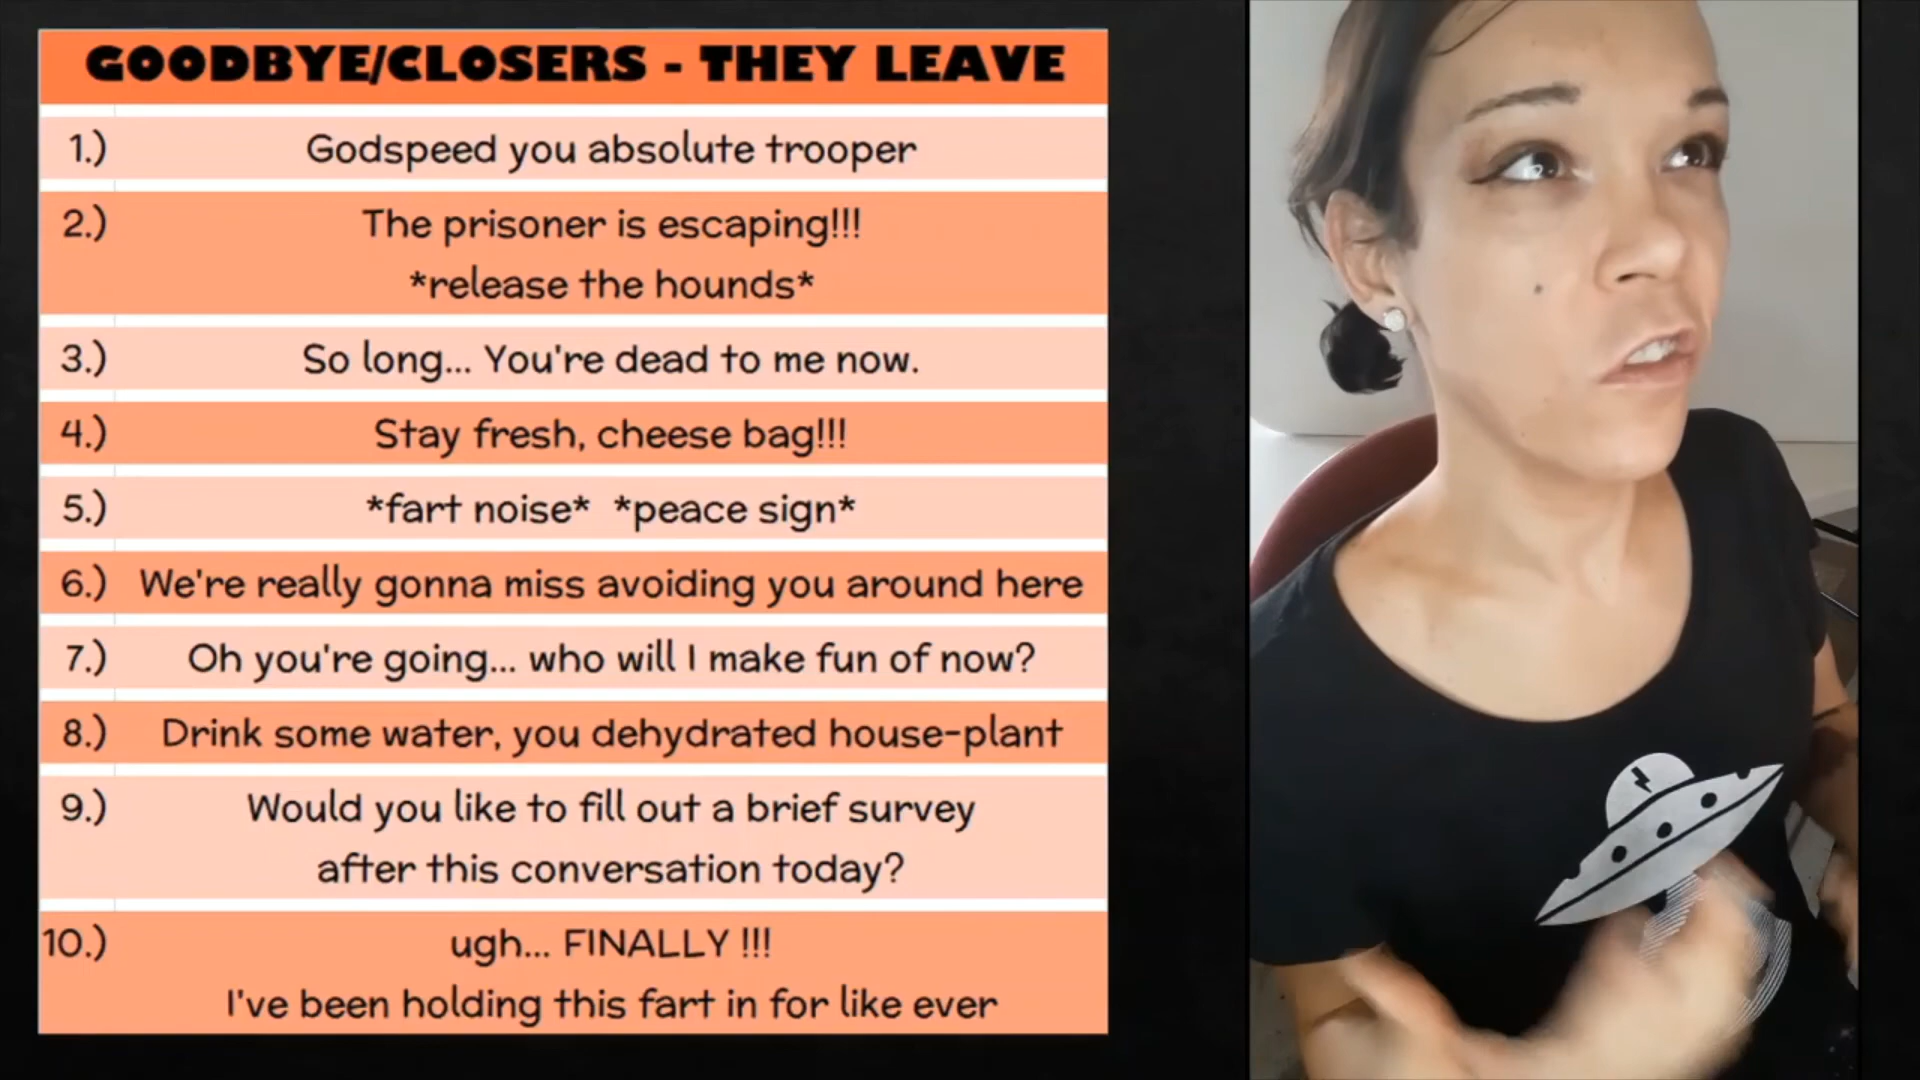 GOODBYE/CLOSERS - THEY LEAVE
1.) Godspeed you absolute trooper
2.) The prisoner is escaping!!!
*release the hounds*
3.) So long... You're dead to me now.
4.) Stay fresh, cheese bag!!!
5.) *fart noise* *peace sign*
6.) We're really gonna miss avoiding you around here
7.) Oh you're going... who will I make fun of now?
8.) Drink some water, you dehydrated house-plant
9.) Would you like to fill out a brief survey
after this conversation today?
10.) ugh... FINALLY !!!
I've been holding this fart in for like ever